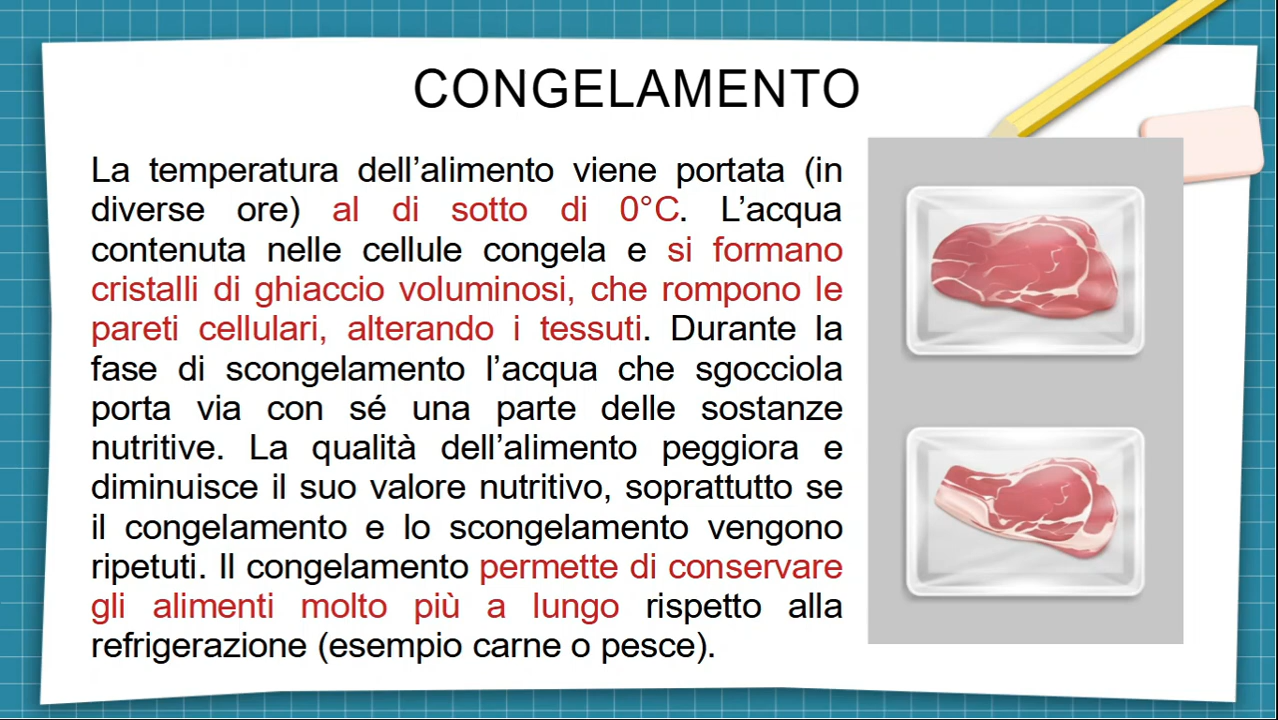 CONGELAMENTO
La temperatura dell’alimento viene portata (in
diverse ore) al di sotto di 0°C. L’acqua
contenuta nelle cellule congela e si formano
cristalli di ghiaccio voluminosi, che rompono le
pareti cellulari, alterando i tessuti. Durante la
fase di scongelamento l’acqua che sgocciola
porta via con sé una parte delle sostanze
nutritive. La qualità dell’alimento peggiora e
diminuisce il suo valore nutritivo, soprattutto se
il congelamento e lo scongelamento vengono
ripetuti. Il congelamento permette di conservare
gli alimenti molto più a lungo rispetto alla
refrigerazione (esempio carne o pesce).